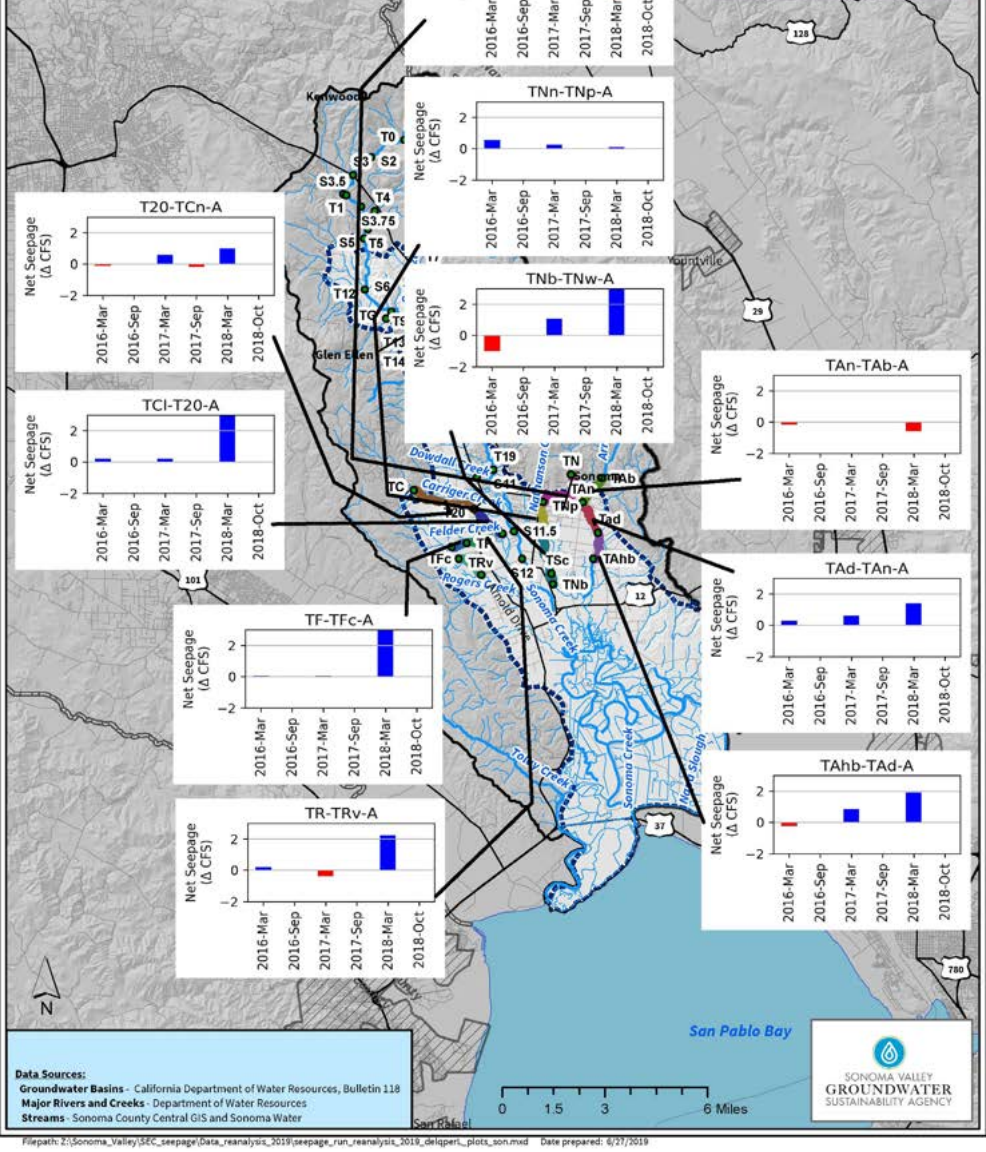 2016-Mar
2016-Sep
2017-Mar
2017-Sep
2018-Mar
2018-Oct
128
TNn-TNp-A
Net Seepage
(Δ CFS)
2
0
−2
2016-Mar
2016-Sep
2017-Mar
2017-Sep
2018-Mar
2018-Oct
Kenwood
T0
S3
S2
S3.5
T1
T4
S3.75
S5
T5
S6
T12
TG
T9
T13
T14
Glen Ellen
Yountville
29
T20-TCn-A
Net Seepage
(Δ CFS)
2
0
−2
2016-Mar
2016-Sep
2017-Mar
2017-Sep
2018-Mar
2018-Oct
TNb-TNw-A
Net Seepage
(Δ CFS)
2
0
−2
2016-Mar
2016-Sep
2017-Mar
2017-Sep
2018-Mar
2018-Oct
TAn-TAb-A
Net Seepage
(Δ CFS)
2
0
−2
2016-Mar
2016-Sep
2017-Mar
2017-Sep
2018-Mar
2018-Oct
TCl-T20-A
Net Seepage
(Δ CFS)
2
0
−2
2016-Mar
2016-Sep
2017-Mar
2017-Sep
2018-Mar
2018-Oct
Dowdall Creek
T19
S11
TN
TAb
TC
Carriger Creek
TAn
TNp
T20
Tad
Felder Creek
S11.5
TF
TFc
TRv
S12
TSc
TAhb
TNb
Rogers Creek
Arnold Drive
Sonoma Creek
101
12
TAd-TAn-A
Net Seepage
(Δ CFS)
2
0
−2
2016-Mar
2016-Sep
2017-Mar
2017-Sep
2018-Mar
2018-Oct
TF-TFc-A
Net Seepage
(Δ CFS)
2
0
−2
2016-Mar
2016-Sep
2017-Mar
2017-Sep
2018-Mar
2018-Oct
Tolay Creek
Sonoma Creek
Napa Slough
37
TAhb-TAd-A
Net Seepage
(Δ CFS)
2
0
−2
2016-Mar
2016-Sep
2017-Mar
2017-Sep
2018-Mar
2018-Oct
TR-TRv-A
Net Seepage
(Δ CFS)
2
0
−2
2016-Mar
2016-Sep
2017-Mar
2017-Sep
2018-Mar
2018-Oct
780
N
San Pablo Bay
Data Sources:
Groundwater Basins - California Department of Water Resources, Bulletin 118
Major Rivers and Creeks - Department of Water Resources
Streams - Sonoma County Central GIS and Sonoma Water
San Rafael
0 1.5 3 6 Miles
SONOMA VALLEY
GROUNDWATER
SUSTAINABILITY AGENCY
Filepath: Z:\Sonoma_Valley\SEC_seepage\Data_reanalysis_2019\seepage_run_reanalysis_2019_delqperL_plots_son.mxd Date prepared: 6/27/2019